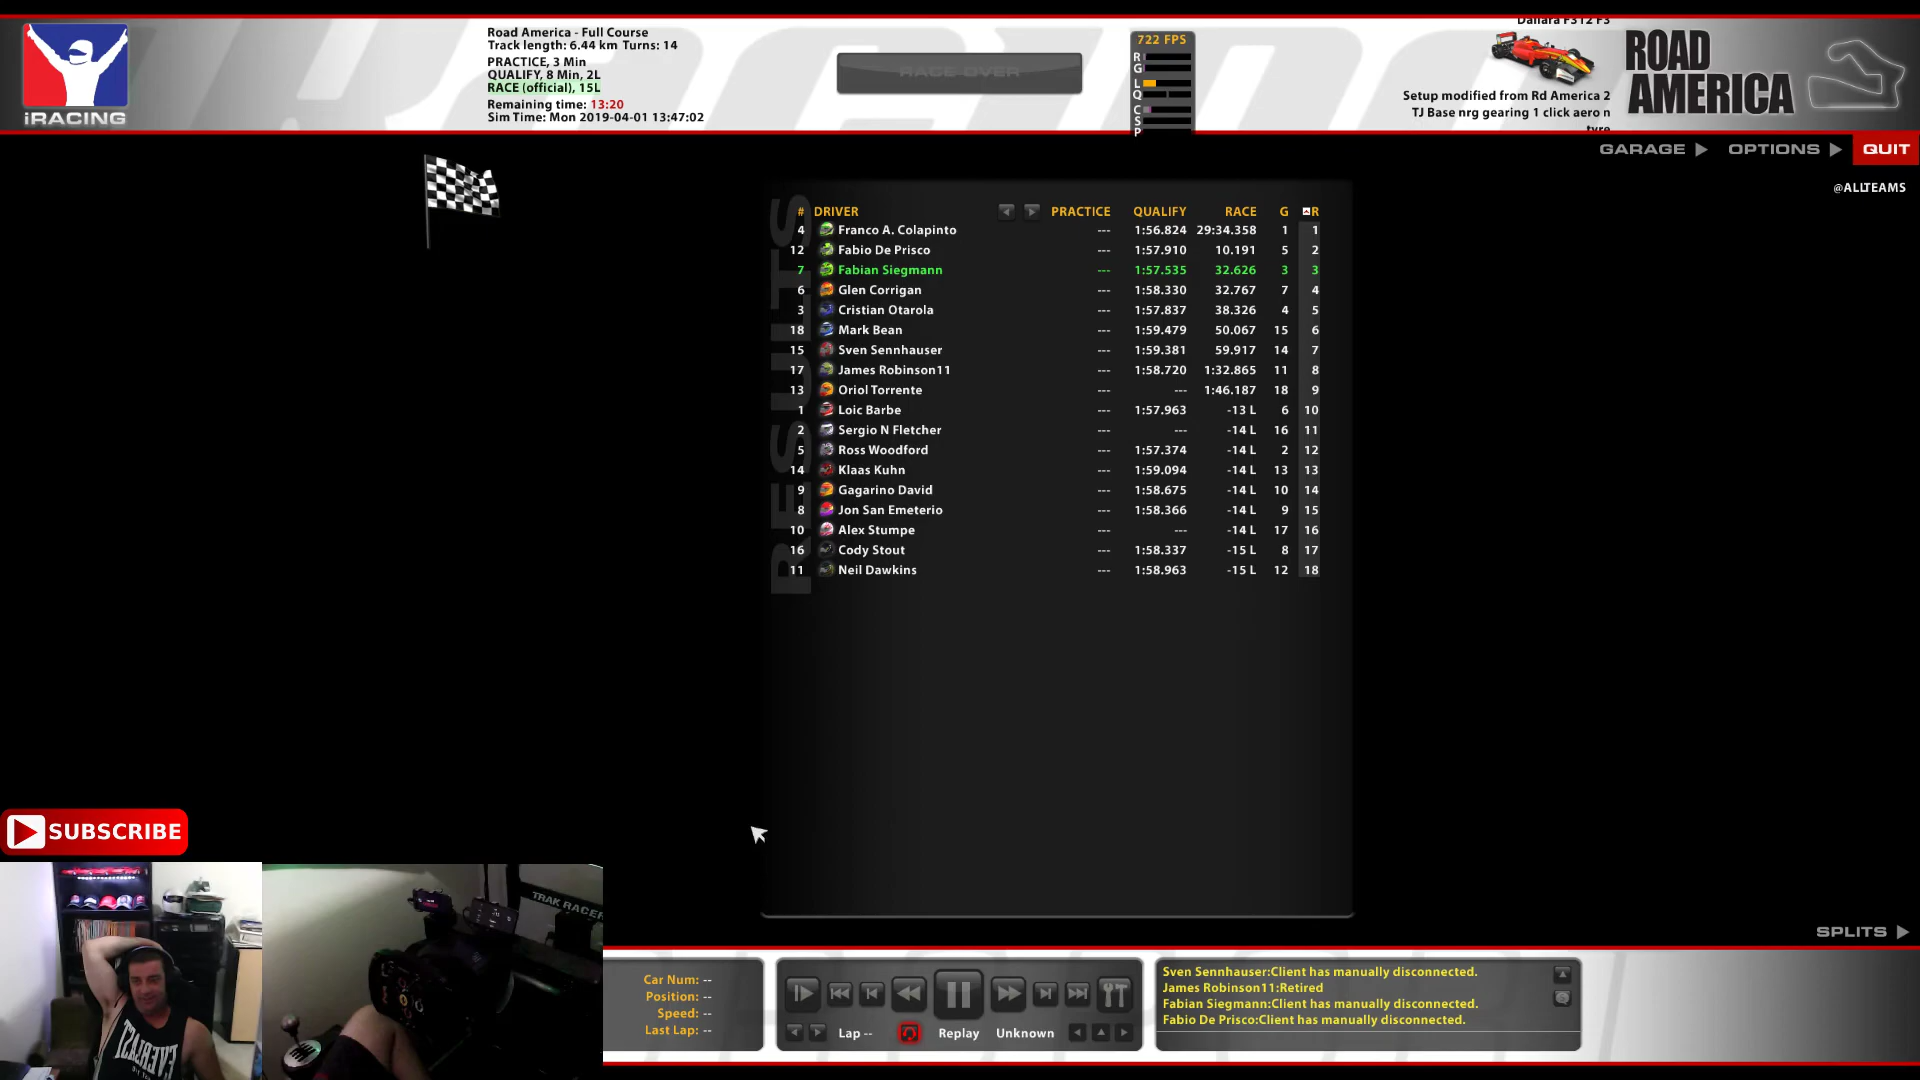 Dallara F312 F3
Road America - Full Course
Track length: 6.44 km Turns: 14
PRACTICE, 3 Min
QUALIFY, 8 Min, 2L
RACE (official), 15L
Remaining time: 13:20
Sim Time: Mon 2019-04-01 13:47:02
iRACING
RACE OVER
722 FPS
R
G
L
Q
C
S
P
Setup modified from Rd America 2
TJ Base nrg gearing 1 click aero n
tyre
ROAD
AMERICA
GARAGE OPTIONS QUIT
@ALLTEAMS
RESULTS
# DRIVER PRACTICE QUALIFY RACE G R
4 Franco A. Colapinto --- 1:56.824 29:34.358 1 1
12 Fabio De Prisco --- 1:57.910 10.191 5 2
7 Fabian Siegmann --- 1:57.535 32.626 3 3
6 Glen Corrigan --- 1:58.330 32.767 7 4
3 Cristian Otarola --- 1:57.837 38.326 4 5
18 Mark Bean --- 1:59.479 50.067 15 6
15 Sven Sennhauser --- 1:59.381 59.917 14 7
17 James Robinson11 --- 1:58.720 1:32.865 11 8
13 Oriol Torrente --- --- 1:46.187 18 9
1 Loic Barbe --- 1:57.963 -13 L 6 10
2 Sergio N Fletcher --- --- -14 L 16 11
5 Ross Woodford --- 1:57.374 -14 L 2 12
14 Klaas Kuhn --- 1:59.094 -14 L 13 13
9 Gagarino David --- 1:58.675 -14 L 10 14
8 Jon San Emeterio --- 1:58.366 -14 L 9 15
10 Alex Stumpe --- --- -14 L 17 16
16 Cody Stout --- 1:58.337 -15 L 8 17
11 Neil Dawkins --- 1:58.963 -15 L 12 18
SUBSCRIBE
TRAK RACER
EVERLAST
SPLITS
Car Num: --
Position: --
Speed: --
Last Lap: --
Lap -- Replay Unknown
Sven Sennhauser:Client has manually disconnected.
James Robinson11:Retired
Fabian Siegmann:Client has manually disconnected.
Fabio De Prisco:Client has manually disconnected.